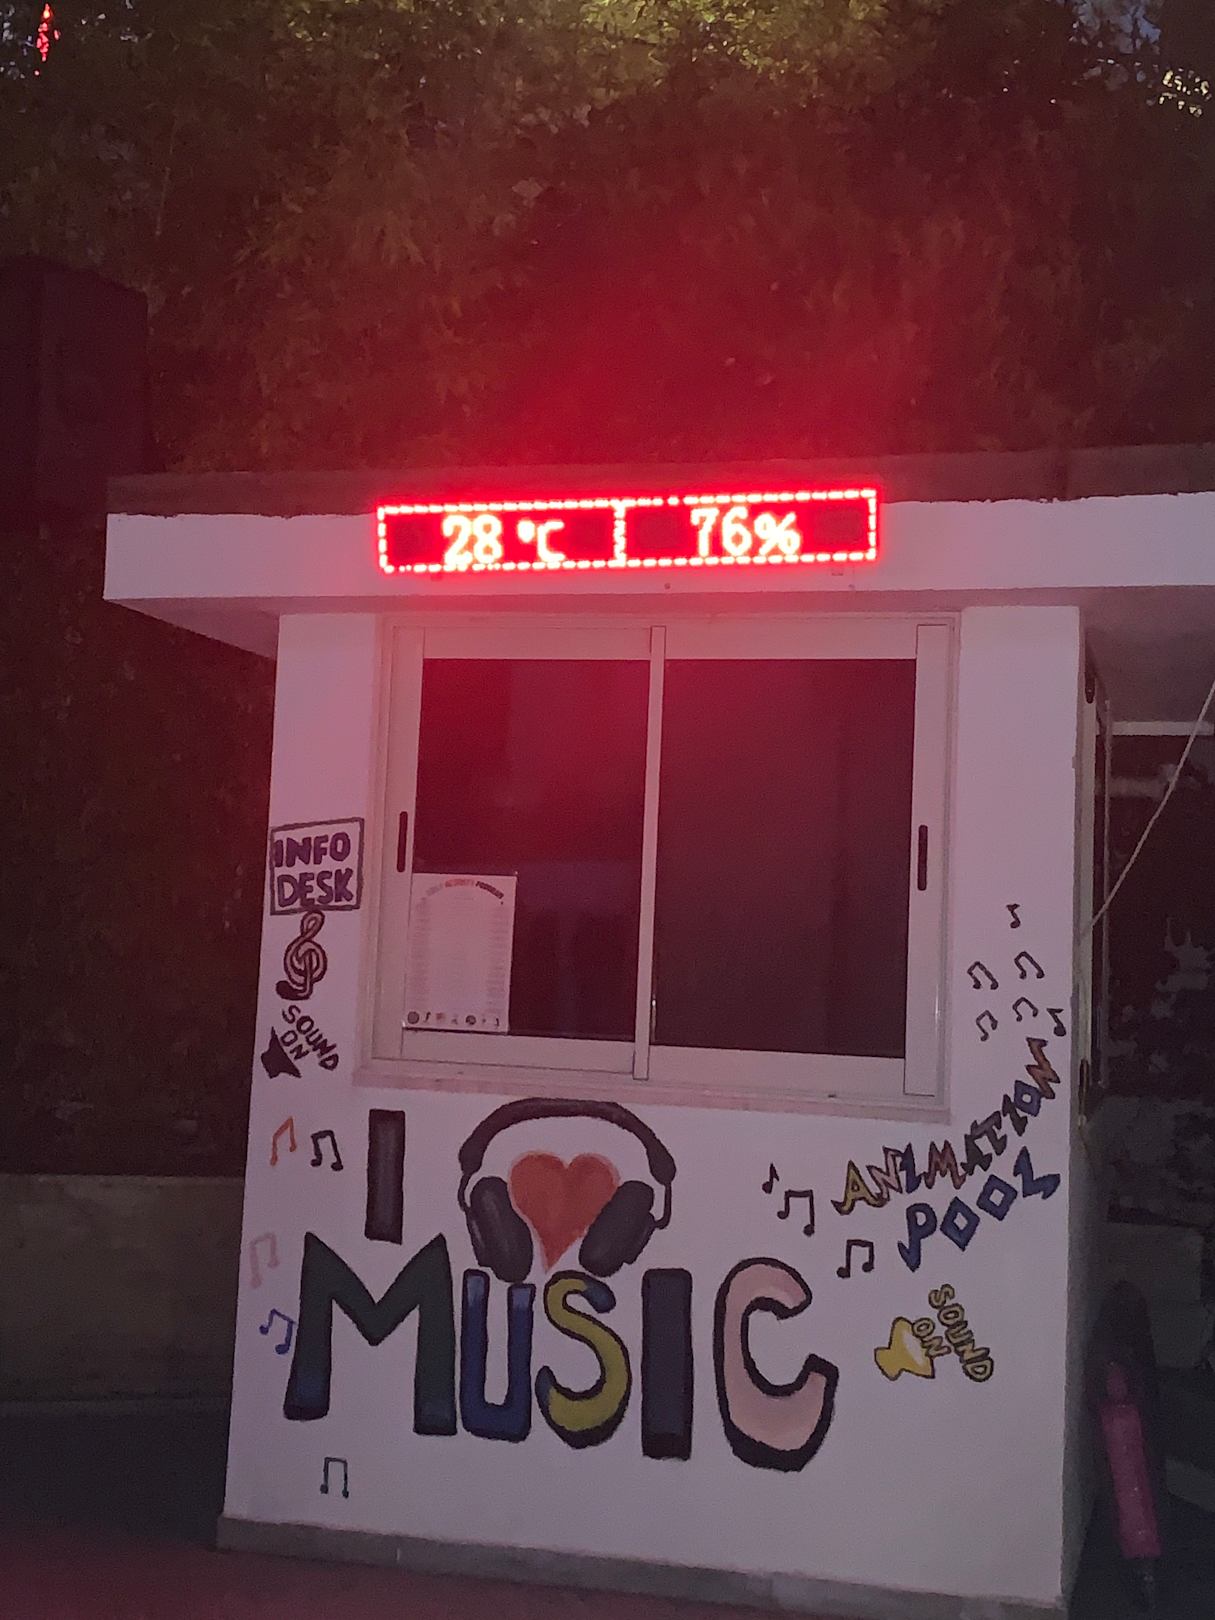 28 °C 76%
INFO
DESK
SOUND
ON
I
MUSIC
ANIMATION
POOL
SOUND
ON